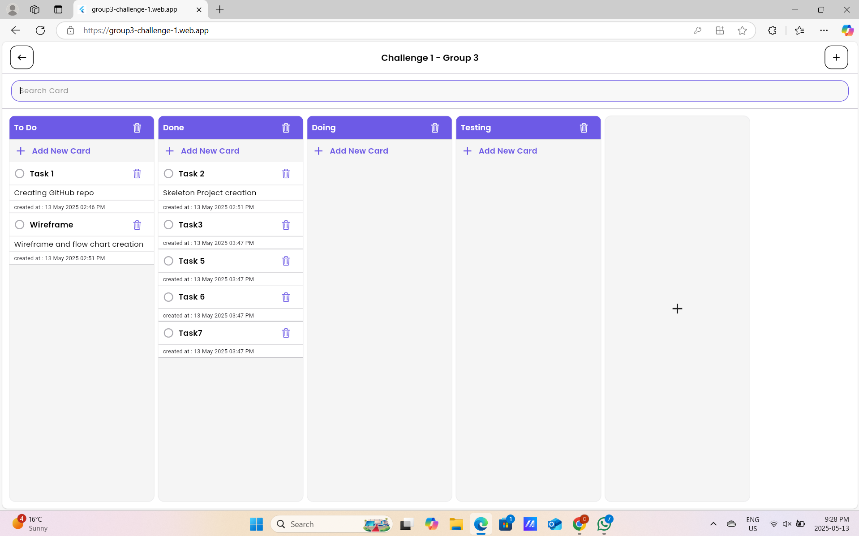 group3-challenge-1.web.app
https://group3-challenge-1.web.app
Challenge 1 - Group 3
Search Card
To Do
Add New Card
Task 1
Creating GitHub repo
created at : 13 May 2025 02:46 PM
Wireframe
Wireframe and flow chart creation
created at : 13 May 2025 02:51 PM
Done
Add New Card
Task 2
Skeleton Project creation
created at : 13 May 2025 02:51 PM
Task3
created at : 13 May 2025 03:47 PM
Task 5
created at : 13 May 2025 03:47 PM
Task 6
created at : 13 May 2025 03:47 PM
Task7
created at : 13 May 2025 03:47 PM
Doing
Add New Card
Testing
Add New Card
4
16°C
Sunny
Search
ENG
US
9:28 PM
2025-05-13